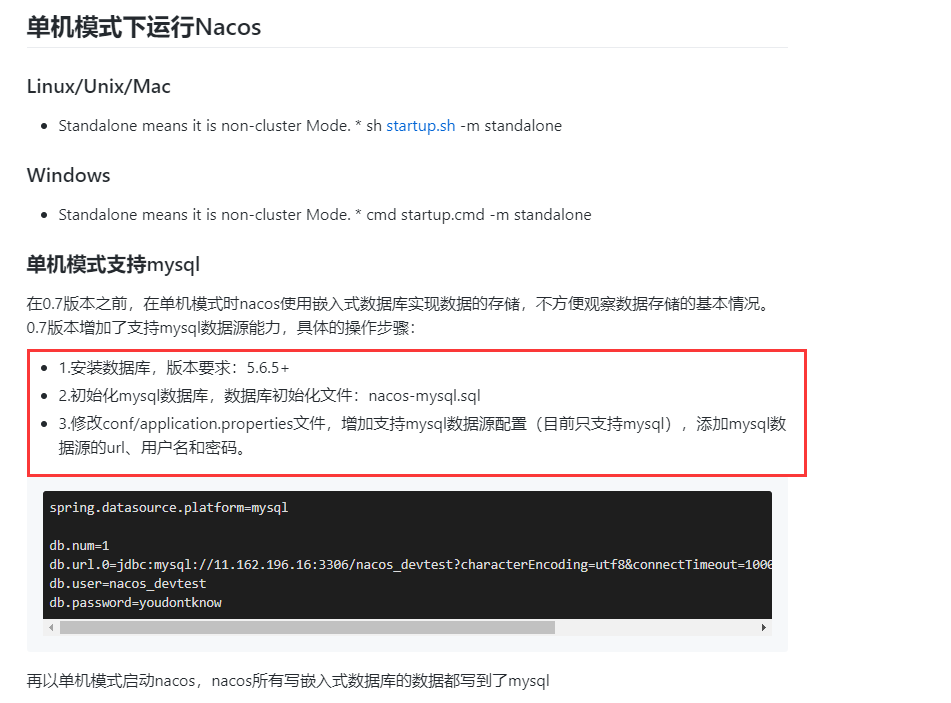 单机模式下运行Nacos
Linux/Unix/Mac
• Standalone means it is non-cluster Mode. * sh startup.sh -m standalone
Windows
• Standalone means it is non-cluster Mode. * cmd startup.cmd -m standalone
单机模式支持mysql
在0.7版本之前，在单机模式时nacos使用嵌入式数据库实现数据的存储，不方便观察数据存储的基本情况。
0.7版本增加了支持mysql数据源能力，具体的操作步骤：
• 1.安装数据库，版本要求：5.6.5+
• 2.初始化mysql数据库，数据库初始化文件：nacos-mysql.sql
• 3.修改conf/application.properties文件，增加支持mysql数据源配置（目前只支持mysql），添加mysql数
据源的url、用户名和密码。
spring.datasource.platform=mysql
db.num=1
db.url.0=jdbc:mysql://11.162.196.16:3306/nacos_devtest?characterEncoding=utf8&connectTimeout=1000
db.user=nacos_devtest
db.password=youdontknow
再以单机模式启动nacos，nacos所有写嵌入式数据库的数据都写到了mysql